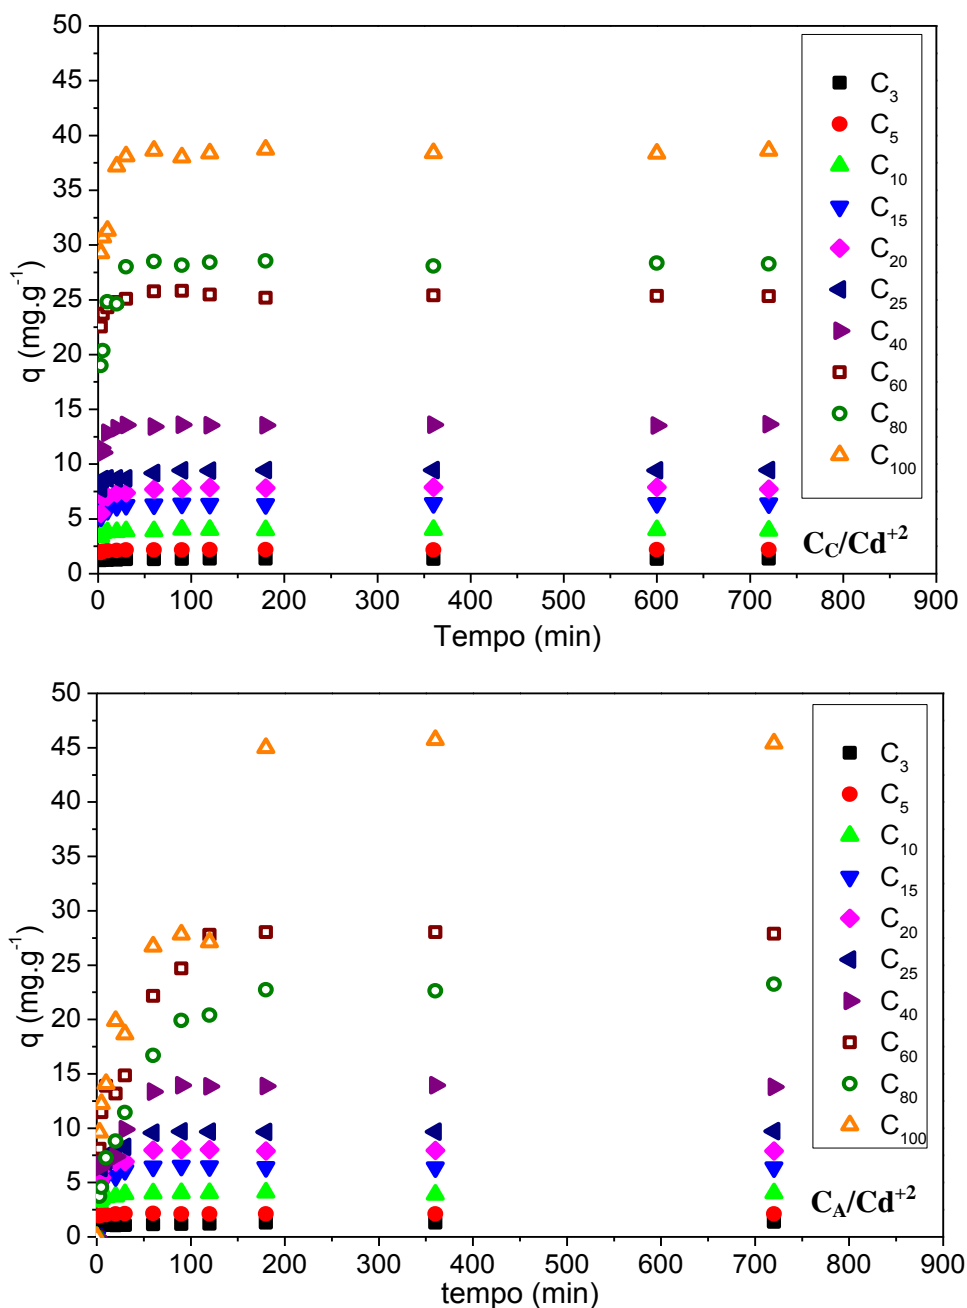 50
45
40
35
30
25
20
15
10
5
0
q (mg.g⁻¹)
0 100 200 300 400 500 600 700 800 900
Tempo (min)
C₃
C₅
C₁₀
C₁₅
C₂₀
C₂₅
C₄₀
C₆₀
C₈₀
C₁₀₀
C_C/Cd⁺²
50
45
40
35
30
25
20
15
10
5
0
q (mg.g⁻¹)
0 100 200 300 400 500 600 700 800 900
tempo (min)
C₃
C₅
C₁₀
C₁₅
C₂₀
C₂₅
C₄₀
C₆₀
C₈₀
C₁₀₀
C_A/Cd⁺²